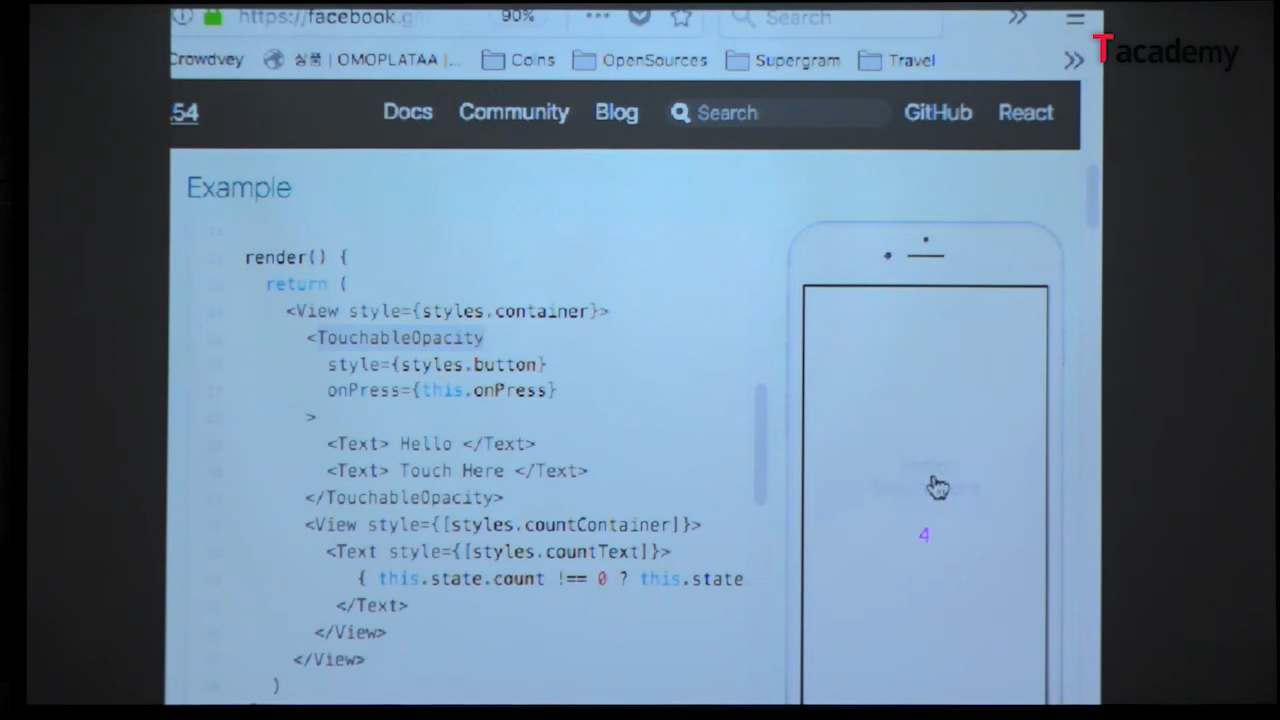 https://facebook.gi
90%
Search
Tacademy
Crowdvey
싱폼 | OMOPLATAA |...
Coins
OpenSources
Supergram
Travel
.54
Docs
Community
Blog
Search
GitHub
React
Example
render() {
return (
<View style={styles.container}>
<TouchableOpacity
style={styles.button}
onPress={this.onPress}
>
<Text> Hello </Text>
<Text> Touch Here </Text>
</TouchableOpacity>
<View style={[styles.countContainer]}>
<Text style={[styles.countText]}>
{ this.state.count !== 0 ? this.state
</Text>
</View>
</View>
)
4